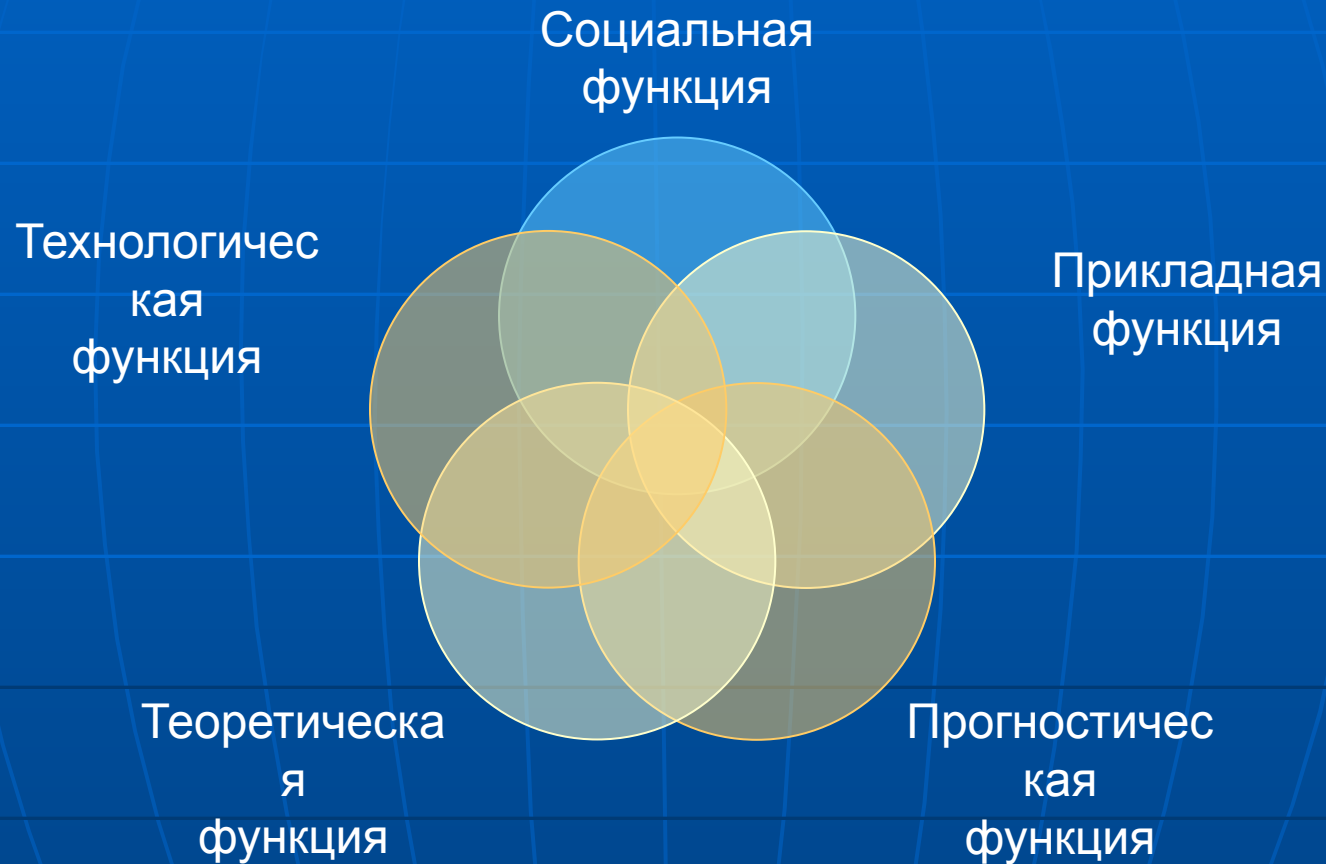 Социальная
функция
Технологичес
кая
функция
Прикладная
функция
Теоретическа
я
функция
Прогностичес
кая
функция